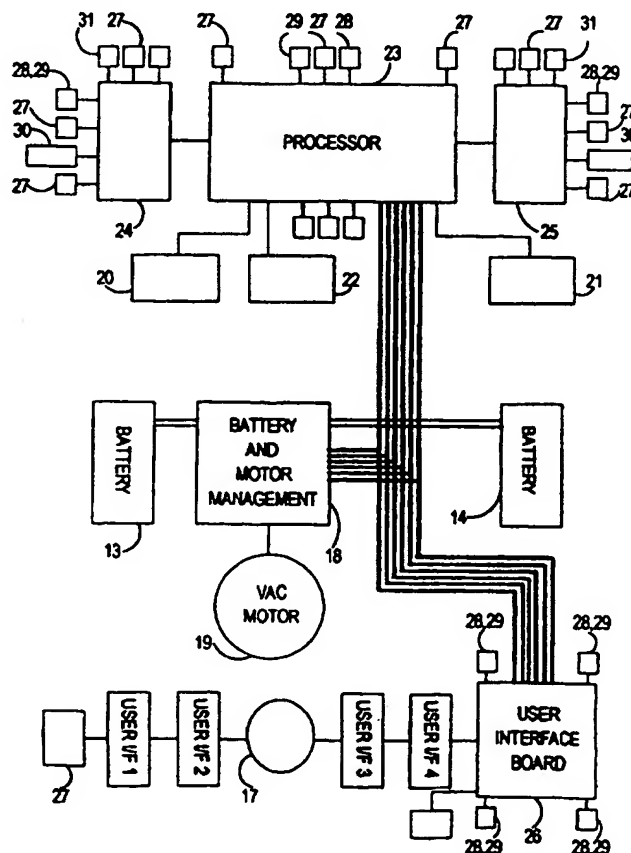 31 27 27 29 27 28 27 27 31
28,29 23 28,29
27 PROCESSOR 27
30 30
27 27
24 25
20 22 21
BATTERY
BATTERY AND MOTOR MANAGEMENT
BATTERY
13 18 14
VAC MOTOR
19
28,29 28,29
USER I/F 1
USER I/F 2
USER I/F 3
USER I/F 4
USER INTERFACE BOARD
27 17 26
28,29 28,29